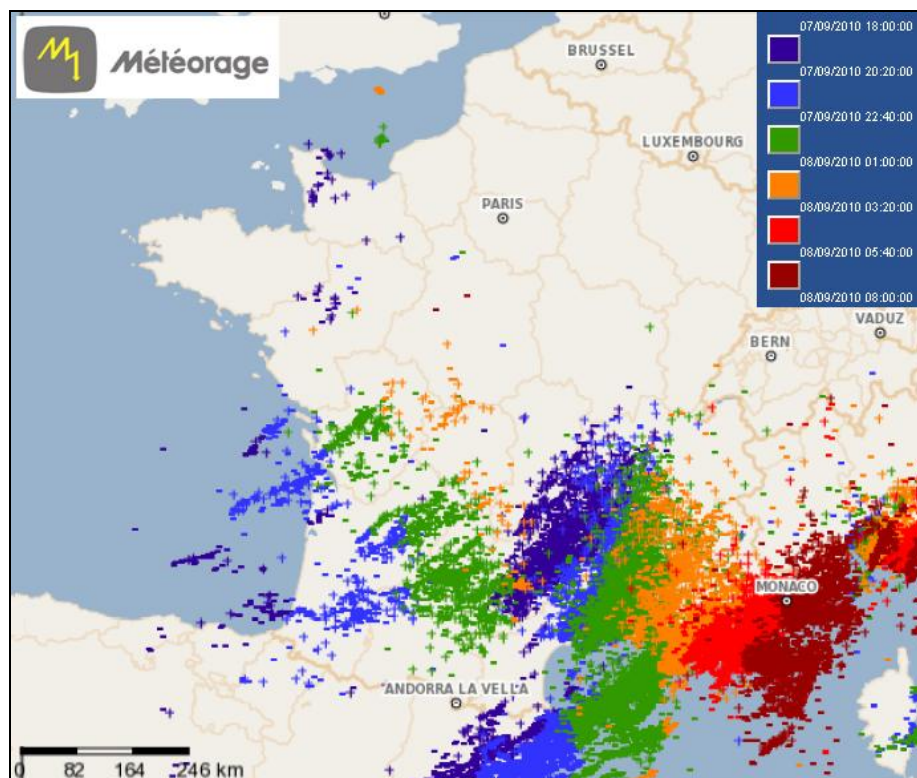 Météorage
BRUSSEL
LUXEMBOURG
PARIS
VADUZ
BERN
MONACO
ANDORRA LA VELLA
07/09/2010 18:00:00
07/09/2010 20:20:00
07/09/2010 22:40:00
08/09/2010 01:00:00
08/09/2010 03:20:00
08/09/2010 05:40:00
08/09/2010 08:00:00
0 82 164 246 km